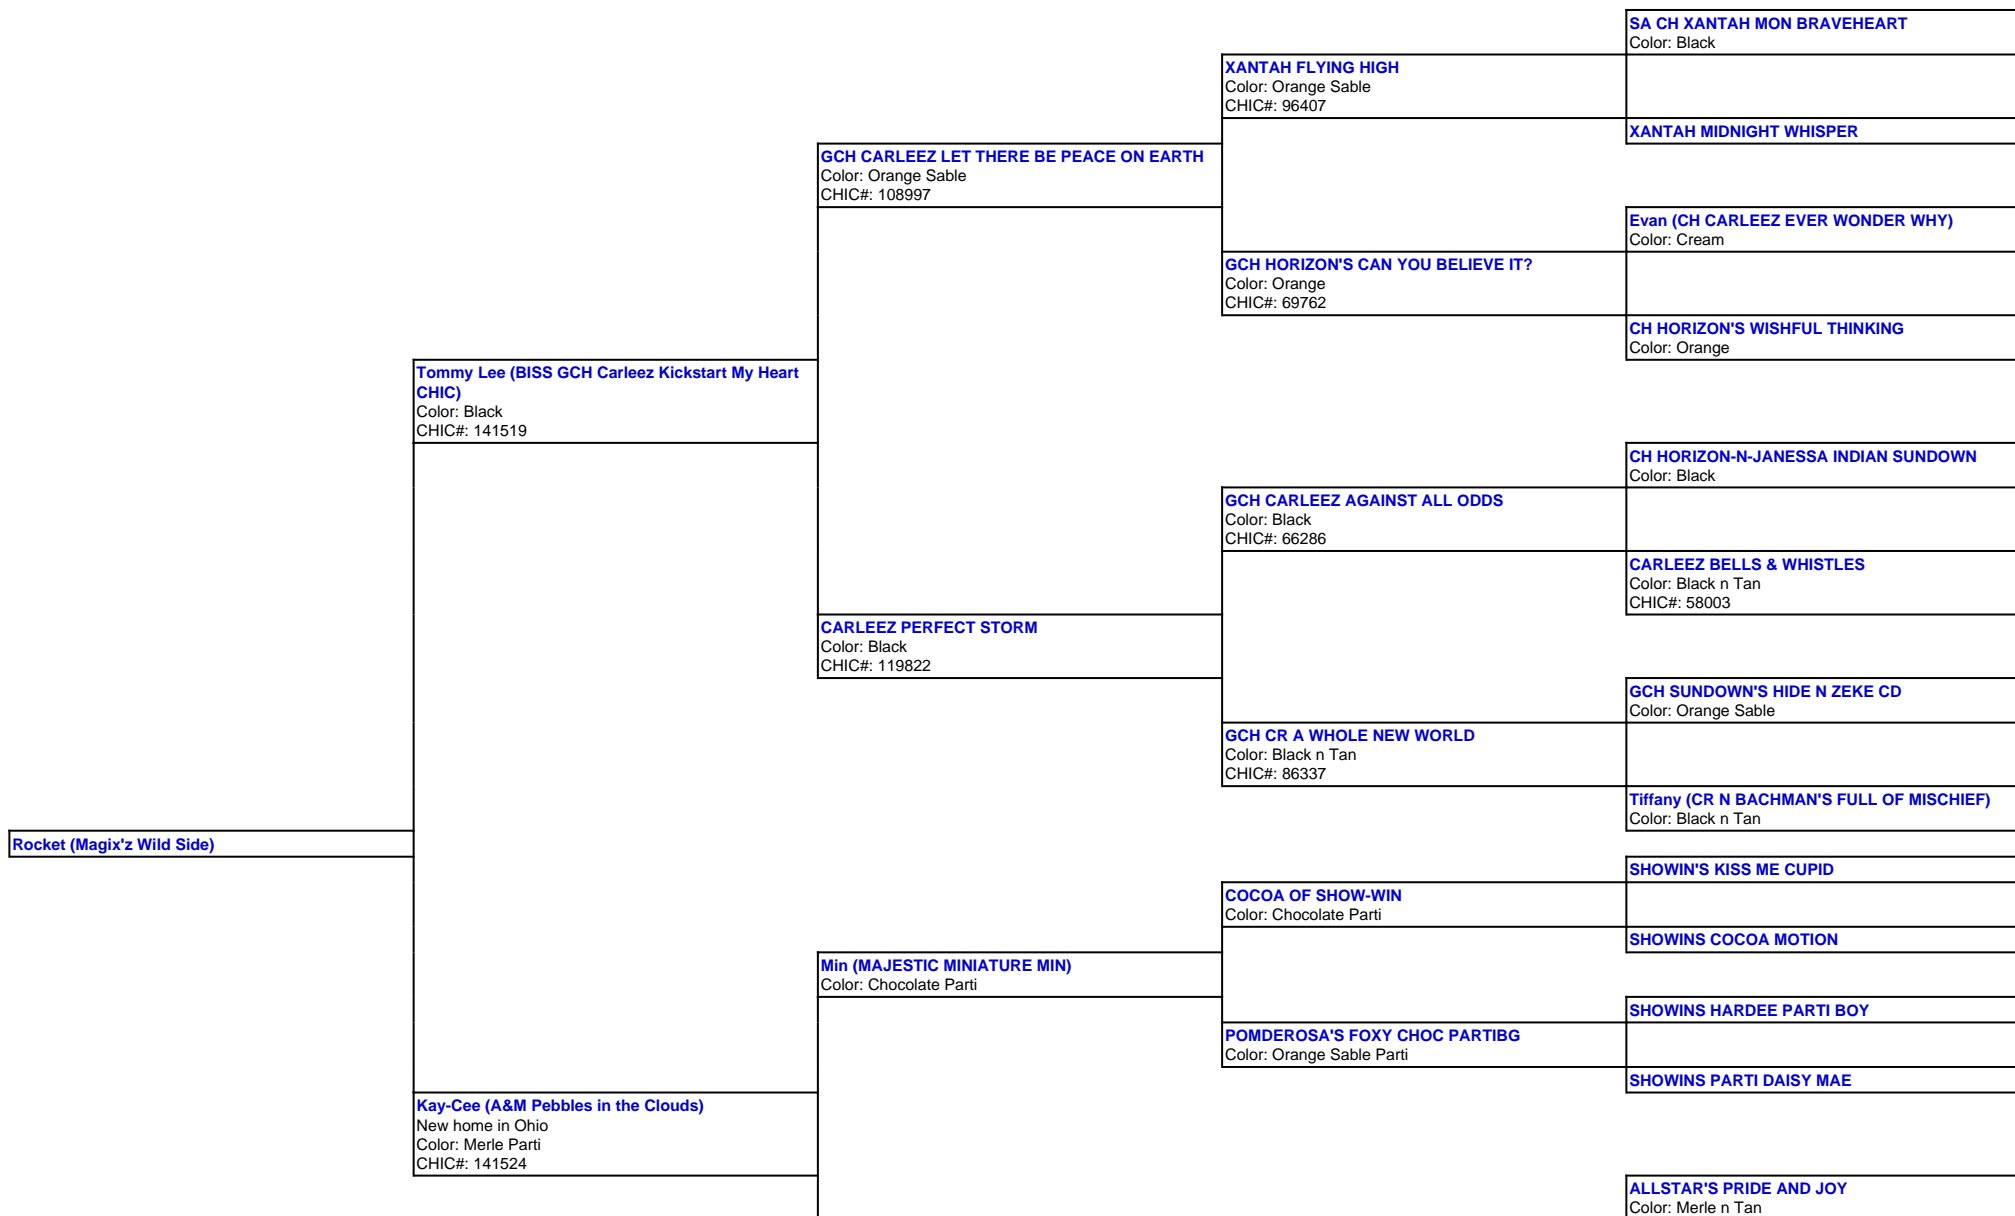 SA CH XANTAH MON BRAVEHEART
Color: Black
XANTAH FLYING HIGH
Color: Orange Sable
CHIC#: 96407
XANTAH MIDNIGHT WHISPER
GCH CARLEEZ LET THERE BE PEACE ON EARTH
Color: Orange Sable
CHIC#: 108997
Evan (CH CARLEEZ EVER WONDER WHY)
Color: Cream
GCH HORIZON'S CAN YOU BELIEVE IT?
Color: Orange
CHIC#: 69762
CH HORIZON'S WISHFUL THINKING
Color: Orange
Tommy Lee (BISS GCH Carleez Kickstart My Heart
CHIC)
Color: Black
CHIC#: 141519
CH HORIZON-N-JANESSA INDIAN SUNDOWN
Color: Black
GCH CARLEEZ AGAINST ALL ODDS
Color: Black
CHIC#: 66286
CARLEEZ BELLS & WHISTLES
Color: Black n Tan
CHIC#: 58003
CARLEEZ PERFECT STORM
Color: Black
CHIC#: 119822
GCH SUNDOWN'S HIDE N ZEKE CD
Color: Orange Sable
GCH CR A WHOLE NEW WORLD
Color: Black n Tan
CHIC#: 86337
Tiffany (CR N BACHMAN'S FULL OF MISCHIEF)
Color: Black n Tan
Rocket (Magix'z Wild Side)
SHOWIN'S KISS ME CUPID
COCOA OF SHOW-WIN
Color: Chocolate Parti
SHOWINS COCOA MOTION
Min (MAJESTIC MINIATURE MIN)
Color: Chocolate Parti
SHOWINS HARDEE PARTI BOY
POMDEROSA'S FOXY CHOC PARTIBG
Color: Orange Sable Parti
SHOWINS PARTI DAISY MAE
Kay-Cee (A&M Pebbles in the Clouds)
New home in Ohio
Color: Merle Parti
CHIC#: 141524
ALLSTAR'S PRIDE AND JOY
Color: Merle n Tan